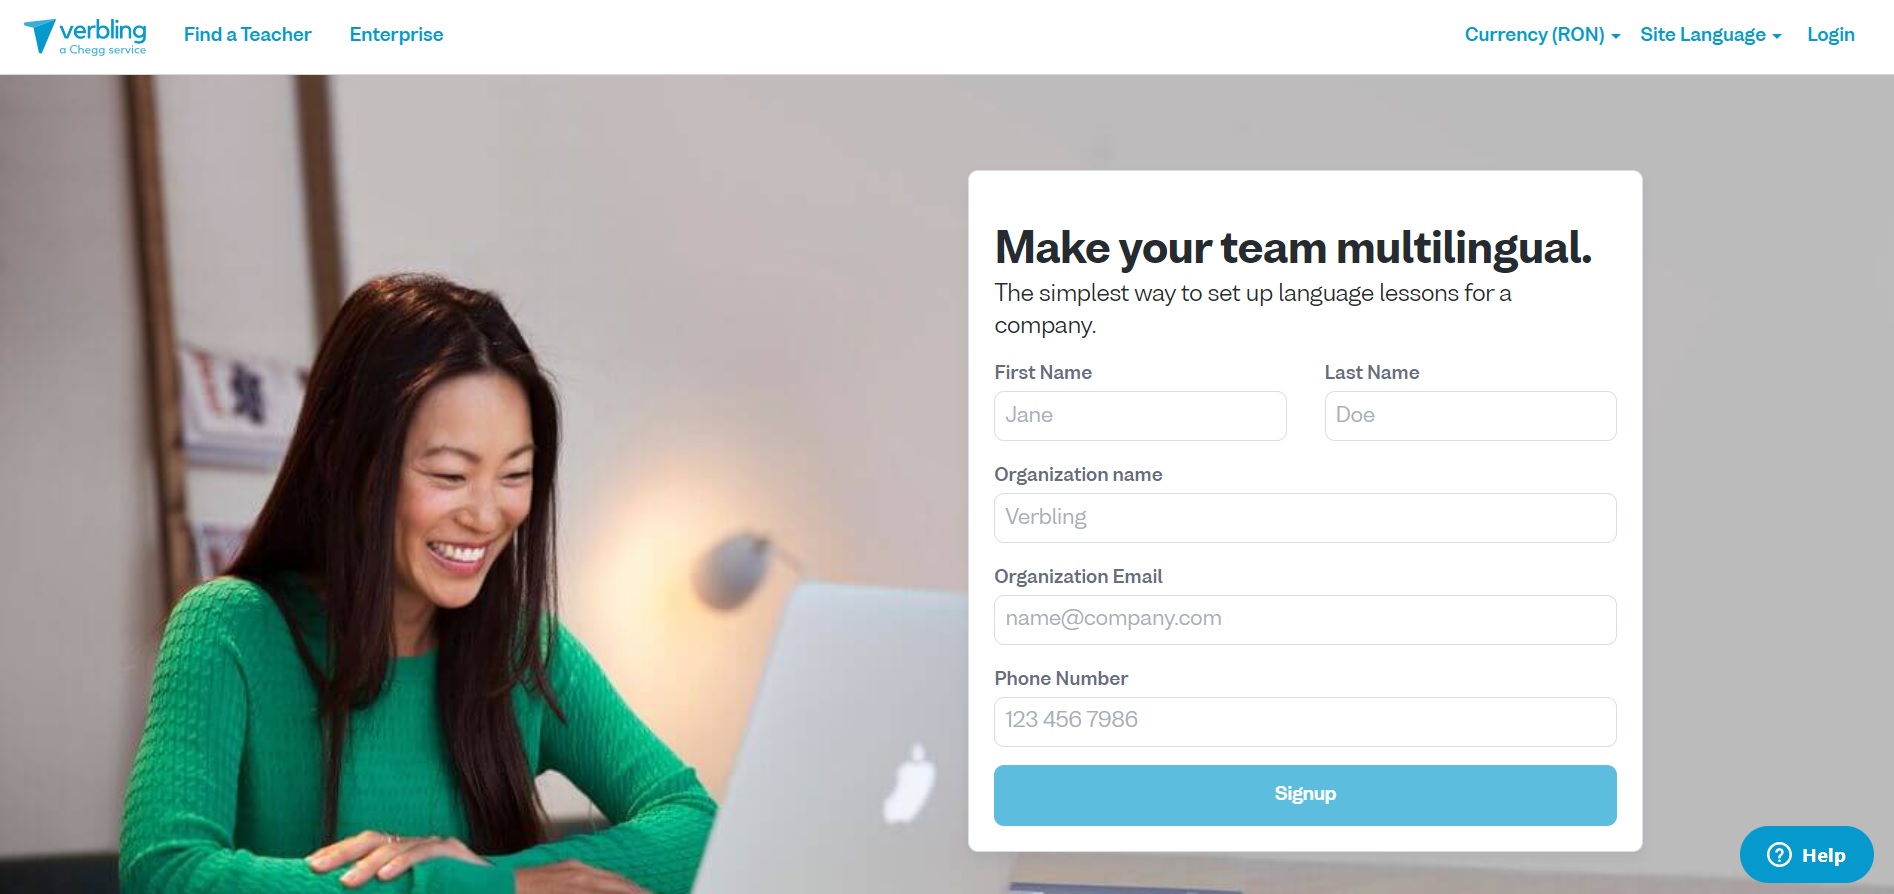 verbling
a Chegg service
Find a Teacher
Enterprise
Currency (RON)
Site Language
Login
Make your team multilingual.
The simplest way to set up language lessons for a
company.
First Name
Last Name
Jane
Doe
Organization name
Verbling
Organization Email
name@company.com
Phone Number
123 456 7986
Signup
Help